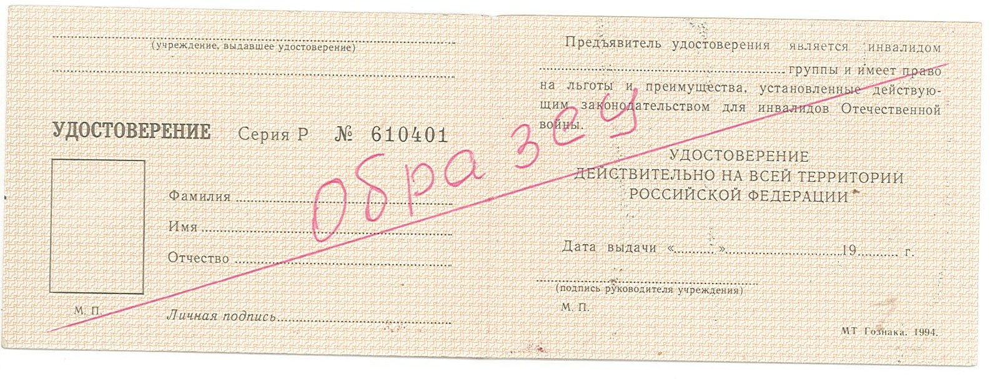 (учреждение, выдавшее удостоверение)
УДОСТОВЕРЕНИЕ Серия Р № 610401
Фамилия
Имя
Отчество
М. П.
Личная подпись
Образец
Предъявитель удостоверения является инвалидом
группы и имеет право
на льготы и преимущества, установленные действую-
щим законодательством для инвалидов Отечественной
войны.
УДОСТОВЕРЕНИЕ
ДЕЙСТВИТЕЛЬНО НА ВСЕЙ ТЕРРИТОРИИ
РОССИЙСКОЙ ФЕДЕРАЦИИ
Дата выдачи « » 19 г.
(подпись руководителя учреждения)
М. П.
МТ Гознака. 1994.